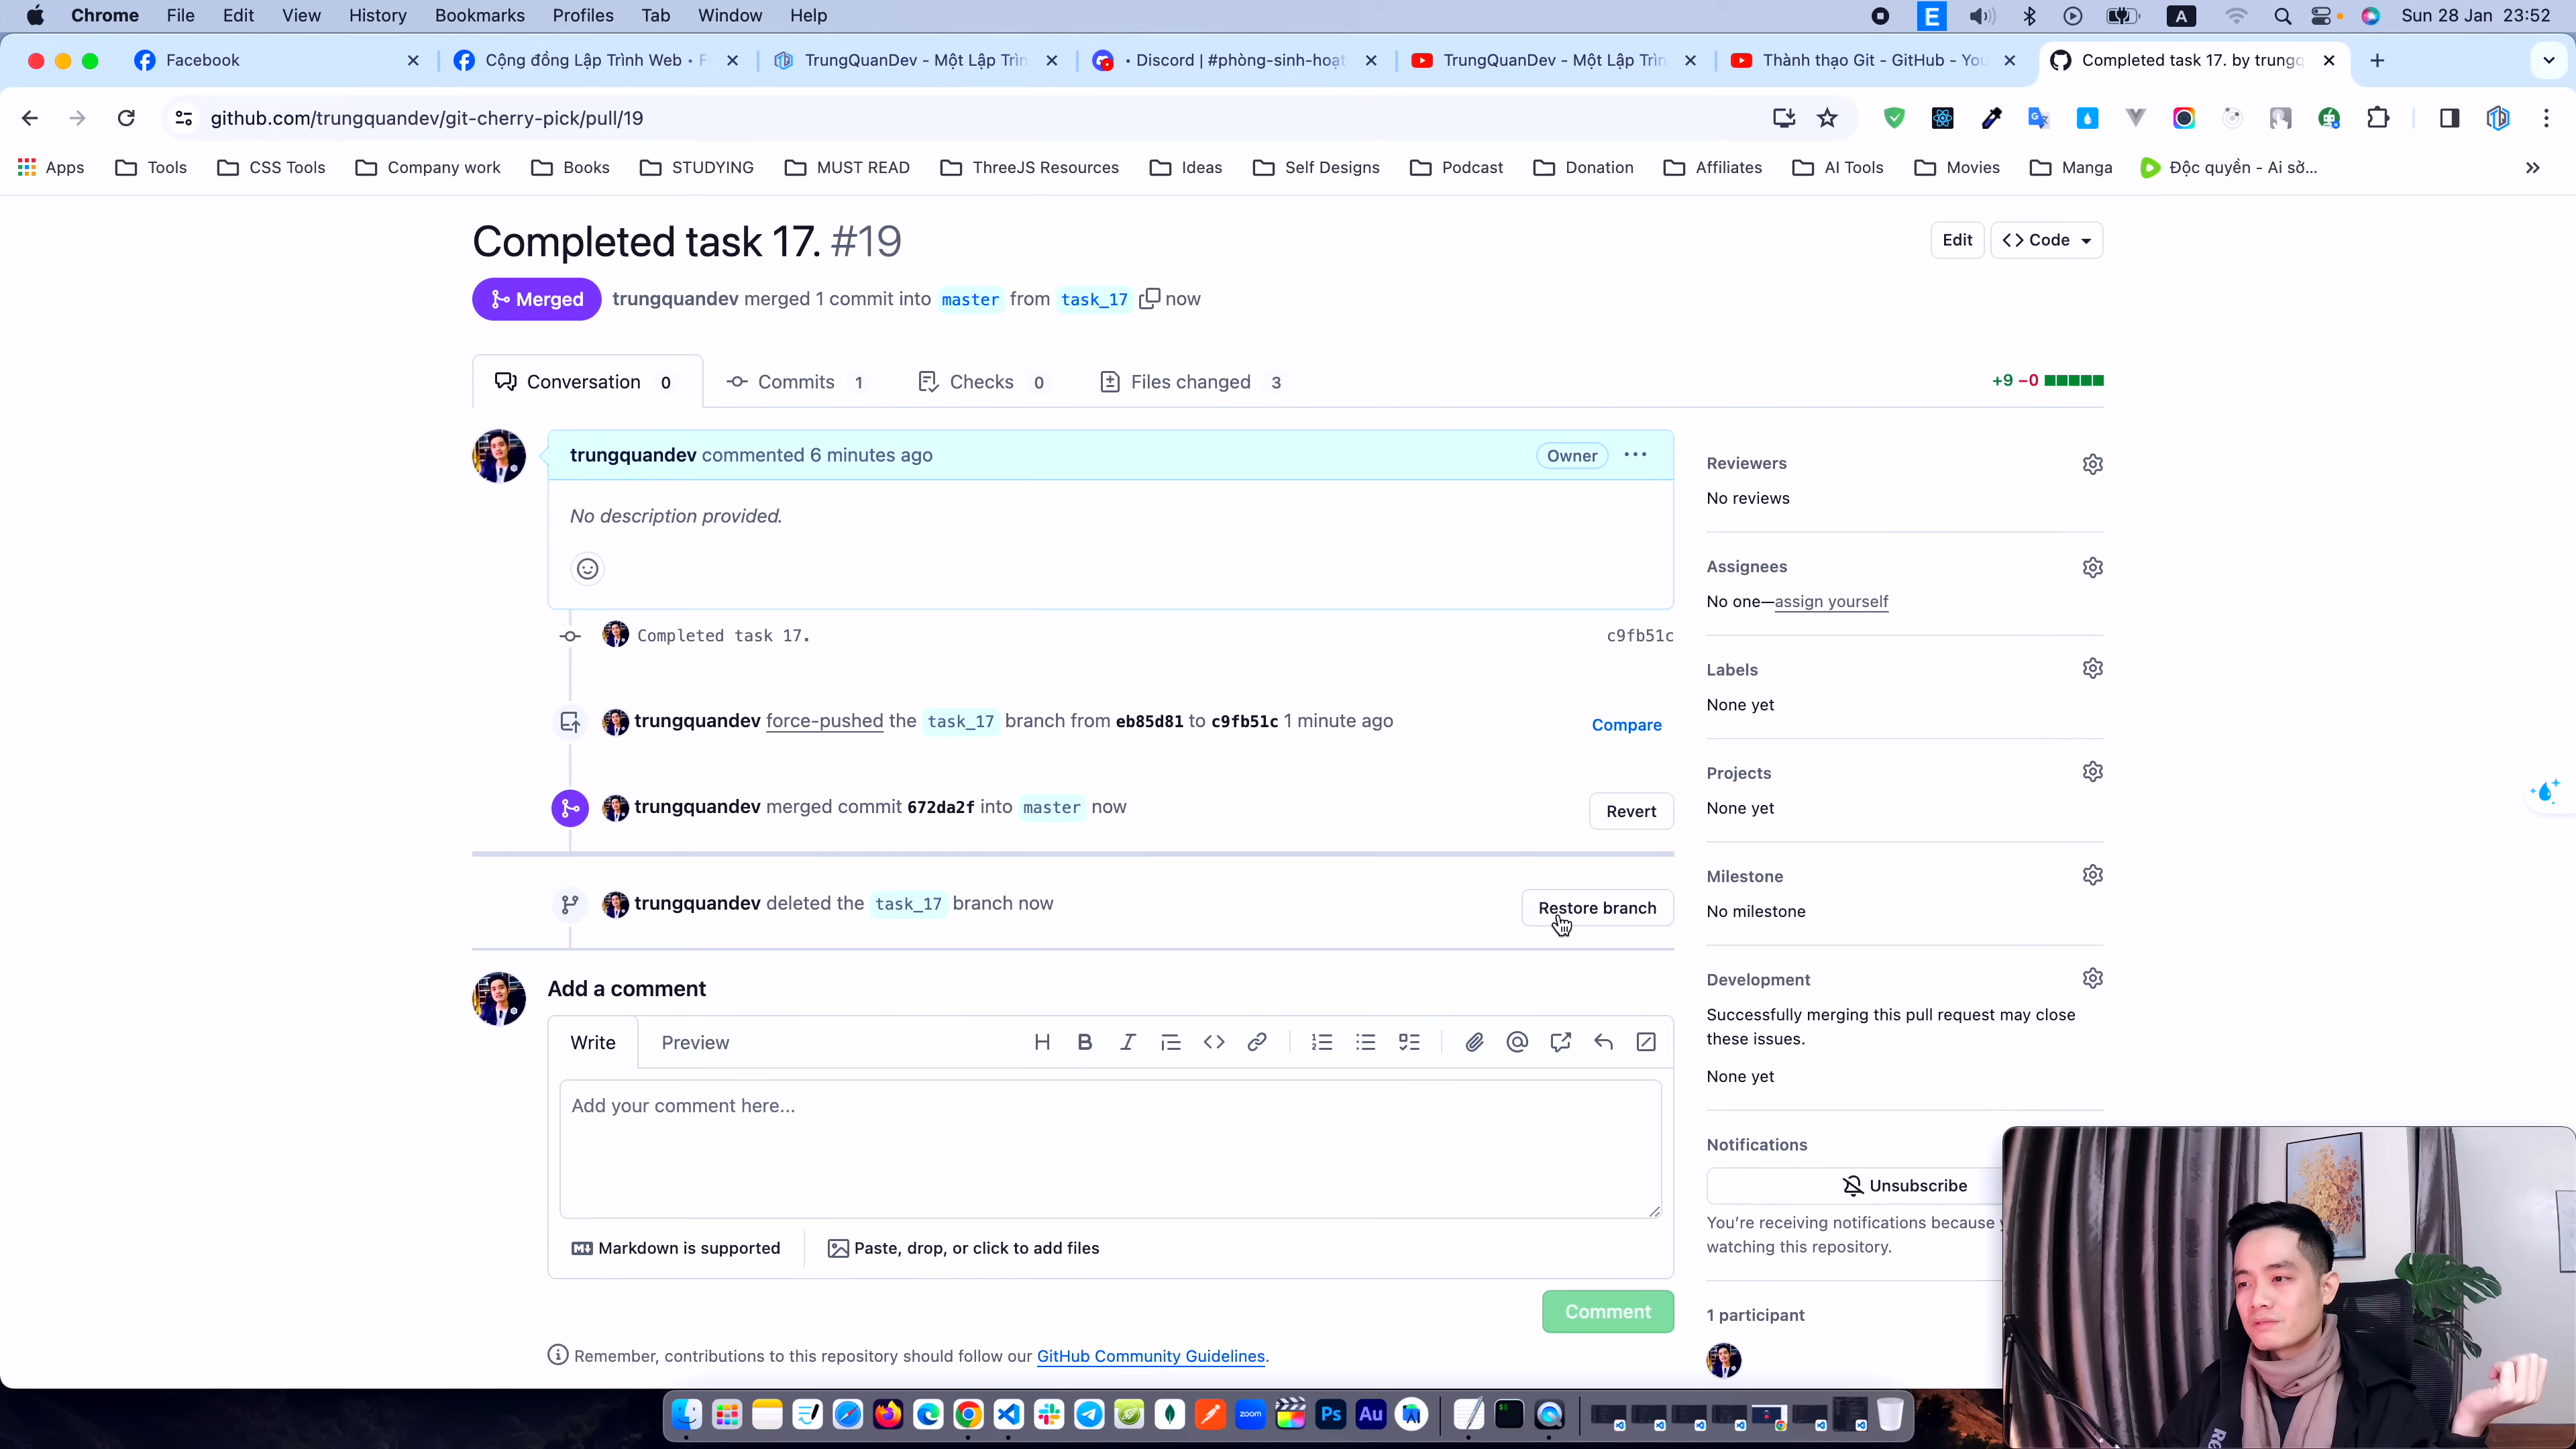 Chrome File Edit View History Bookmarks Profiles Tab Window Help E A Sun 28 Jan 23:52
Facebook Cộng đồng Lập Trình Web • F TrungQuanDev - Một Lập Trìn • Discord | #phòng-sinh-hoạt TrungQuanDev - Một Lập Trìn Thành thạo Git - GitHub - You Completed task 17. by trungq
github.com/trungquandev/git-cherry-pick/pull/19
Apps Tools CSS Tools Company work Books STUDYING MUST READ ThreeJS Resources Ideas Self Designs Podcast Donation Affiliates AI Tools Movies Manga Độc quyền - Ai sở...
Completed task 17. #19
Edit Code
Merged trungquandev merged 1 commit into master from task_17 now
Conversation 0 Commits 1 Checks 0 Files changed 3
+9 −0
trungquandev commented 6 minutes ago Owner
No description provided.
Completed task 17. c9fb51c
trungquandev force-pushed the task_17 branch from eb85d81 to c9fb51c 1 minute ago Compare
trungquandev merged commit 672da2f into master now Revert
trungquandev deleted the task_17 branch now Restore branch
Add a comment
Write Preview
Add your comment here...
Markdown is supported Paste, drop, or click to add files
Comment
Remember, contributions to this repository should follow our GitHub Community Guidelines.
Reviewers
No reviews
Assignees
No one—assign yourself
Labels
None yet
Projects
None yet
Milestone
No milestone
Development
Successfully merging this pull request may close
these issues.
None yet
Notifications
Unsubscribe
You're receiving notifications because
watching this repository.
1 participant
zoom Ps Au